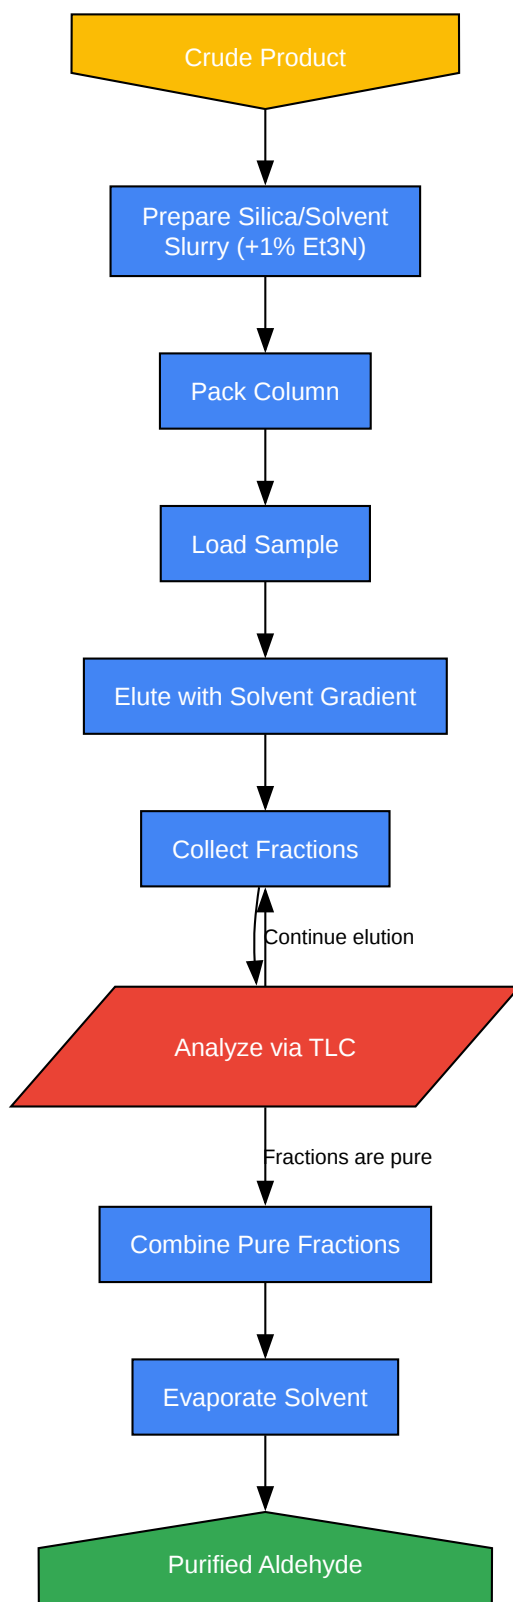 Crude Product
Prepare Silica/Solvent
Slurry (+1% Et3N)
Pack Column
Load Sample
Elute with Solvent Gradient
Collect Fractions
Continue elution
Analyze via TLC
Fractions are pure
Combine Pure Fractions
Evaporate Solvent
Purified Aldehyde